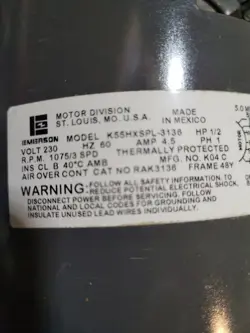 MOTOR DIVISION
ST. LOUIS, MO. U.S.A.
MADE
IN MEXICO
5.0 M
EMERSON
MODEL K55HXSPL-3136 HP 1/2
VOLT 230 HZ 60 AMP 4.5 PH 1
R.P.M. 1075/3 SPD THERMALLY PROTECTED
INS CL B 40°C AMB MFG. NO. K04 C
AIR OVER CONT CAT NO RAK3136 FRAME 48Y
WARNING- FOLLOW ALL SAFETY INFORMATION. TO
REDUCE POTENTIAL ELECTRICAL SHOCK,
DISCONNECT POWER BEFORE SERVICING. FOLLOW
NATIONAL AND LOCAL CODES FOR GROUNDING AND
INSULATE UNUSED LEAD WIRES INDIVIDUALLY.